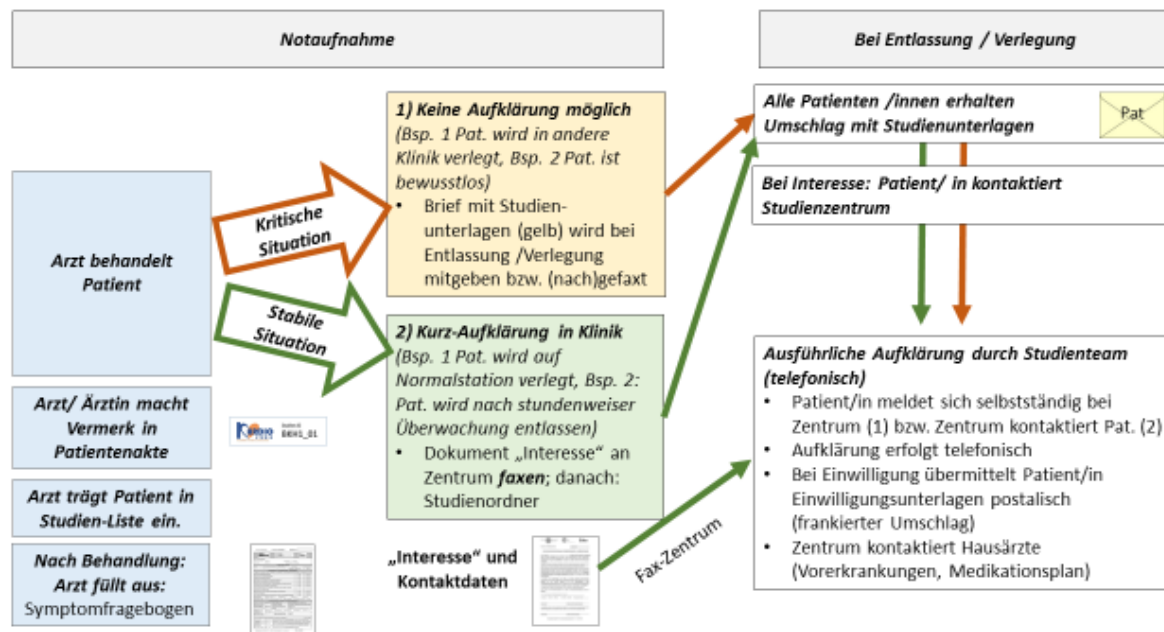 Notaufnahme
Bei Entlassung / Verlegung
Arzt behandelt
Patient
Arzt/ Ärztin macht
Vermerk in
Patientenakte
Arzt trägt Patient in
Studien-Liste ein.
Nach Behandlung:
Arzt füllt aus:
Symptomfragebogen
Kritische
Situation
Stabile
Situation
BKH1_01
1) Keine Aufklärung möglich
(Bsp. 1 Pat. wird in andere
Klinik verlegt, Bsp. 2 Pat. ist
bewusstlos)
• Brief mit Studien-
unterlagen (gelb) wird bei
Entlassung /Verlegung
mitgeben bzw. (nach)gefaxt
2) Kurz-Aufklärung in Klinik
(Bsp. 1 Pat. wird auf
Normalstation verlegt, Bsp. 2:
Pat. wird nach stundenweiser
Überwachung entlassen)
• Dokument „Interesse“ an
Zentrum faxen; danach:
Studienordner
„Interesse“ und
Kontaktdaten
Fax-Zentrum
Alle Patienten /innen erhalten
Umschlag mit Studienunterlagen
Pat
Bei Interesse: Patient/ in kontaktiert
Studienzentrum
Ausführliche Aufklärung durch Studienteam
(telefonisch)
• Patient/in meldet sich selbstständig bei
Zentrum (1) bzw. Zentrum kontaktiert Pat. (2)
• Aufklärung erfolgt telefonisch
• Bei Einwilligung übermittelt Patient/in
Einwilligungsunterlagen postalisch
(frankierter Umschlag)
• Zentrum kontaktiert Hausärzte
(Vorerkrankungen, Medikationsplan)